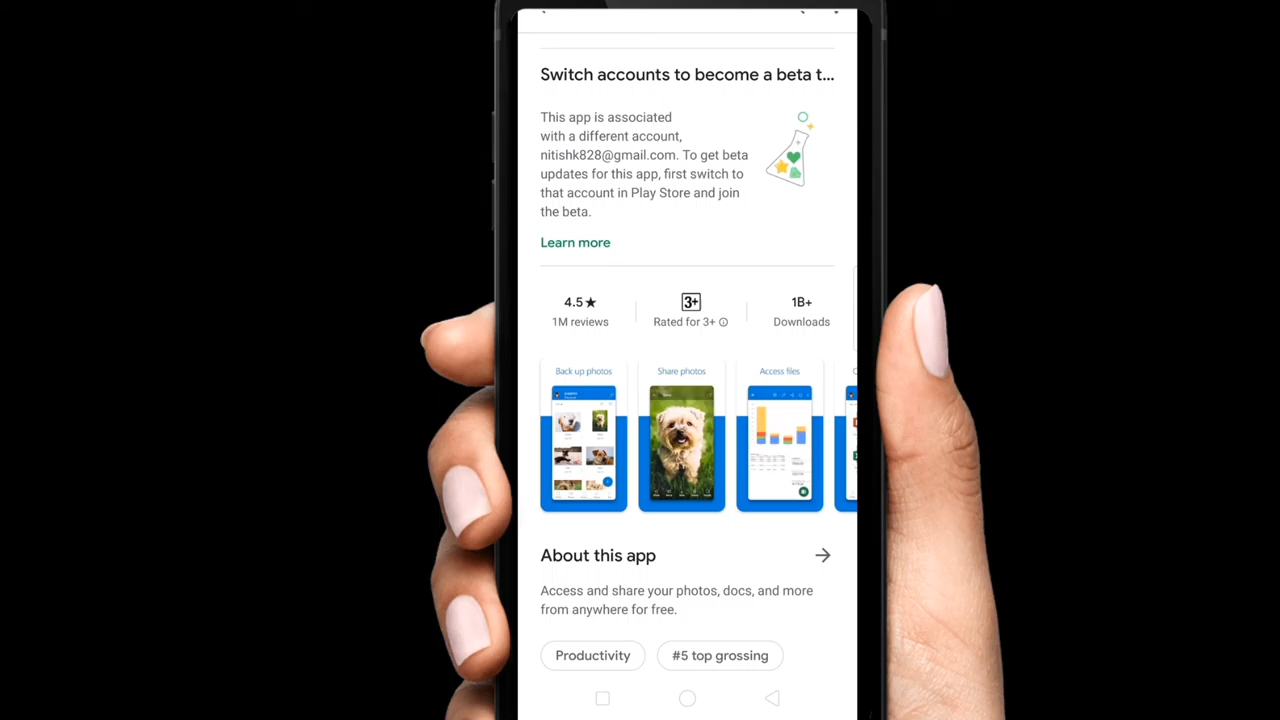 Switch accounts to become a beta t...
This app is associated
with a different account,
nitishk828@gmail.com. To get beta
updates for this app, first switch to
that account in Play Store and join
the beta.
Learn more
4.5★
1M reviews
3+
Rated for 3+
1B+
Downloads
Back up photos
Share photos
Access files
About this app
Access and share your photos, docs, and more
from anywhere for free.
Productivity
#5 top grossing